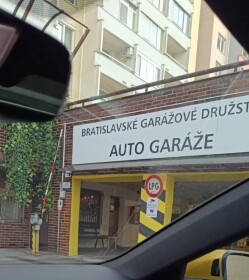 BRATISLAVSKÉ GARÁŽOVÉ DRUŽST
AUTO GARÁŽE
LPG